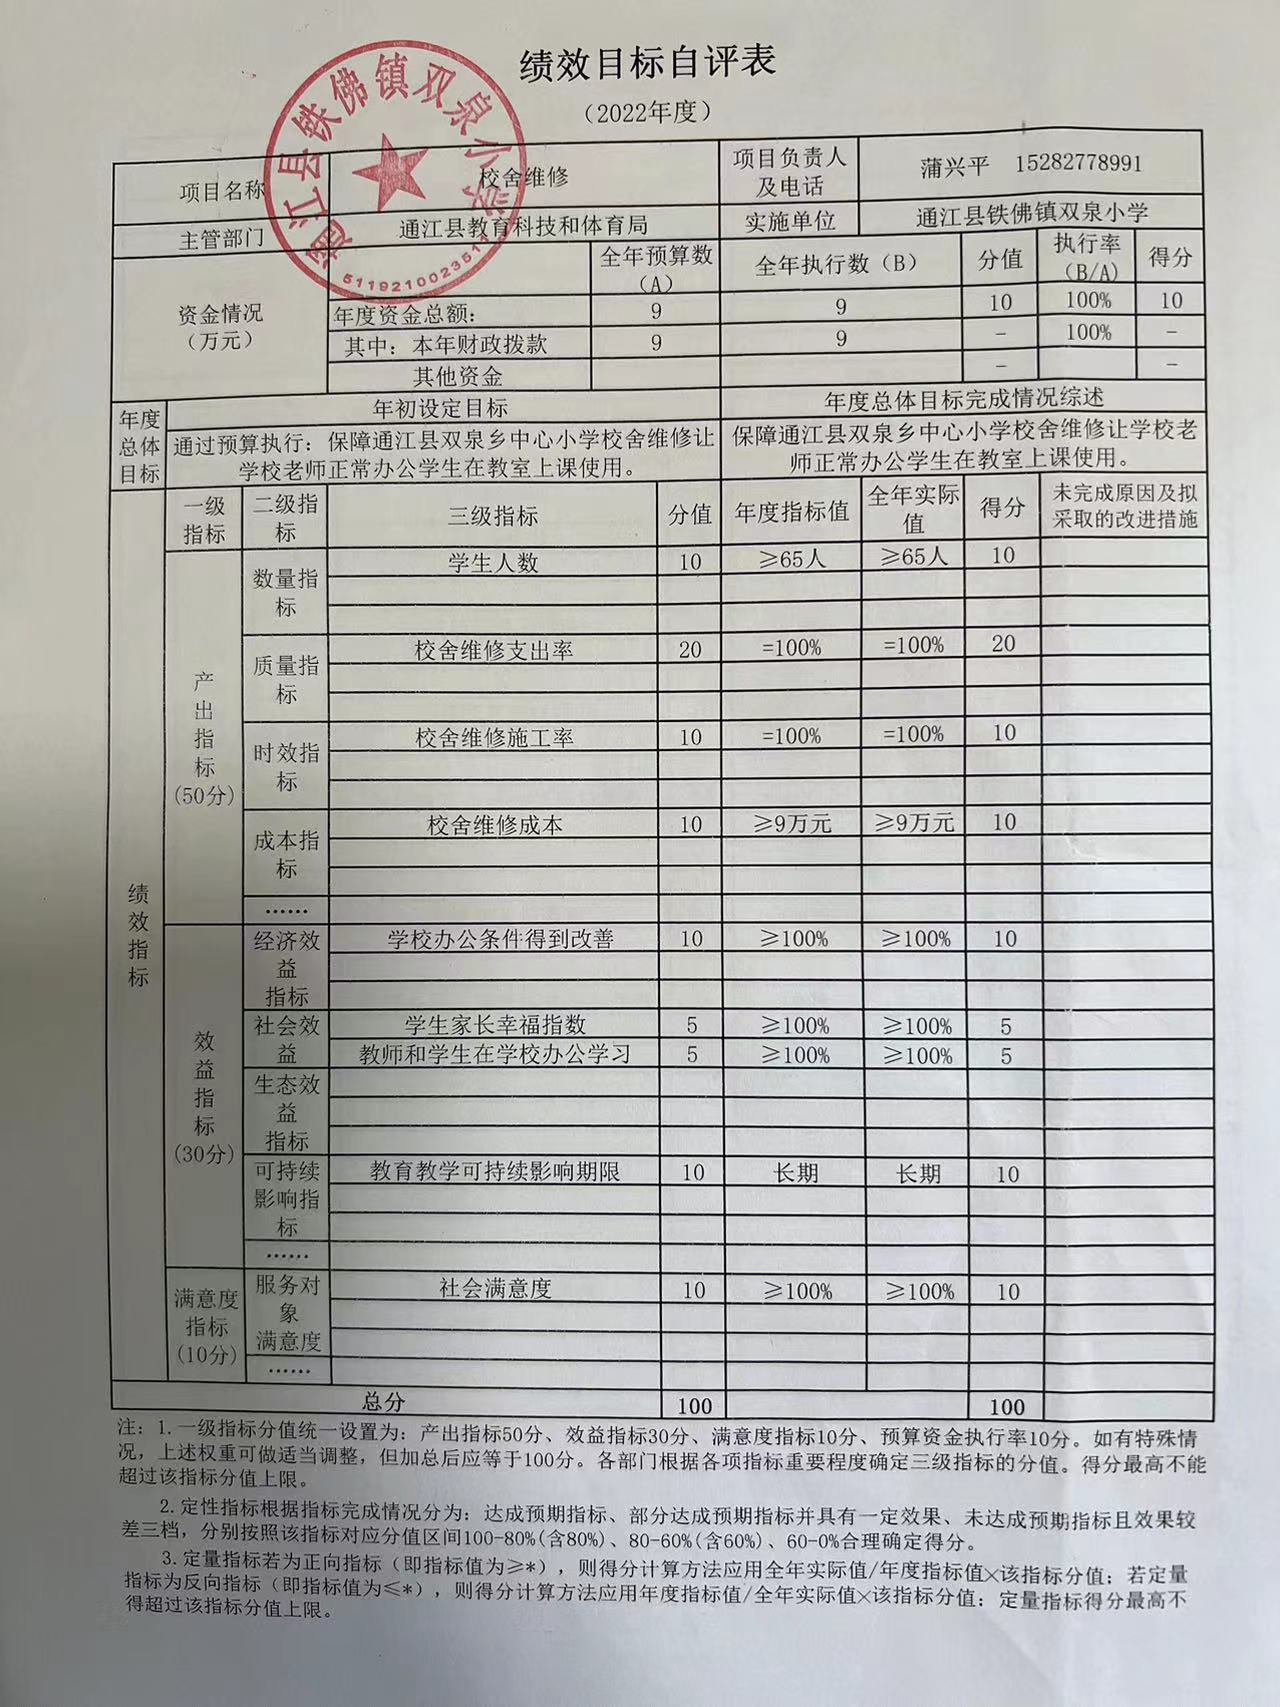 绩效目标自评表
（2022年度）
通江县铁佛镇双泉小学
5119210023511
项目名称 校舍维修 项目负责人及电话 蒲兴平 15282778991
主管部门 通江县教育科技和体育局 实施单位 通江县铁佛镇双泉小学
资金情况（万元） 全年预算数（A） 全年执行数（B） 分值 执行率（B/A） 得分
年度资金总额： 9 9 10 100% 10
其中：本年财政拨款 9 9 － 100% －
其他资金 － －
年度总体目标 年初设定目标 年度总体目标完成情况综述
通过预算执行：保障通江县双泉乡中心小学校舍维修让学校老师正常办公学生在教室上课使用。 保障通江县双泉乡中心小学校舍维修让学校老师正常办公学生在教室上课使用。
绩效指标 一级指标 二级指标 三级指标 分值 年度指标值 全年实际值 得分 未完成原因及拟采取的改进措施
产出指标(50分) 数量指标 学生人数 10 ≥65人 ≥65人 10
质量指标 校舍维修支出率 20 =100% =100% 20
时效指标 校舍维修施工率 10 =100% =100% 10
成本指标 校舍维修成本 10 ≥9万元 ≥9万元 10
……
效益指标(30分) 经济效益指标 学校办公条件得到改善 10 ≥100% ≥100% 10
社会效益 学生家长幸福指数 5 ≥100% ≥100% 5
教师和学生在学校办公学习 5 ≥100% ≥100% 5
生态效益指标
可持续影响指标 教育教学可持续影响期限 10 长期 长期 10
……
满意度指标(10分) 服务对象满意度 社会满意度 10 ≥100% ≥100% 10
……
总分 100 100
注：1.一级指标分值统一设置为：产出指标50分、效益指标30分、满意度指标10分、预算资金执行率10分。如有特殊情
况，上述权重可做适当调整，但加总后应等于100分。各部门根据各项指标重要程度确定三级指标的分值。得分最高不能
超过该指标分值上限。
2.定性指标根据指标完成情况分为：达成预期指标、部分达成预期指标并具有一定效果、未达成预期指标且效果较
差三档，分别按照该指标对应分值区间100-80%(含80%)、80-60%(含60%)、60-0%合理确定得分。
3.定量指标若为正向指标（即指标值为≥*），则得分计算方法应用全年实际值/年度指标值×该指标分值；若定量
指标为反向指标（即指标值为≤*），则得分计算方法应用年度指标值/全年实际值×该指标分值；定量指标得分最高不
得超过该指标分值上限。